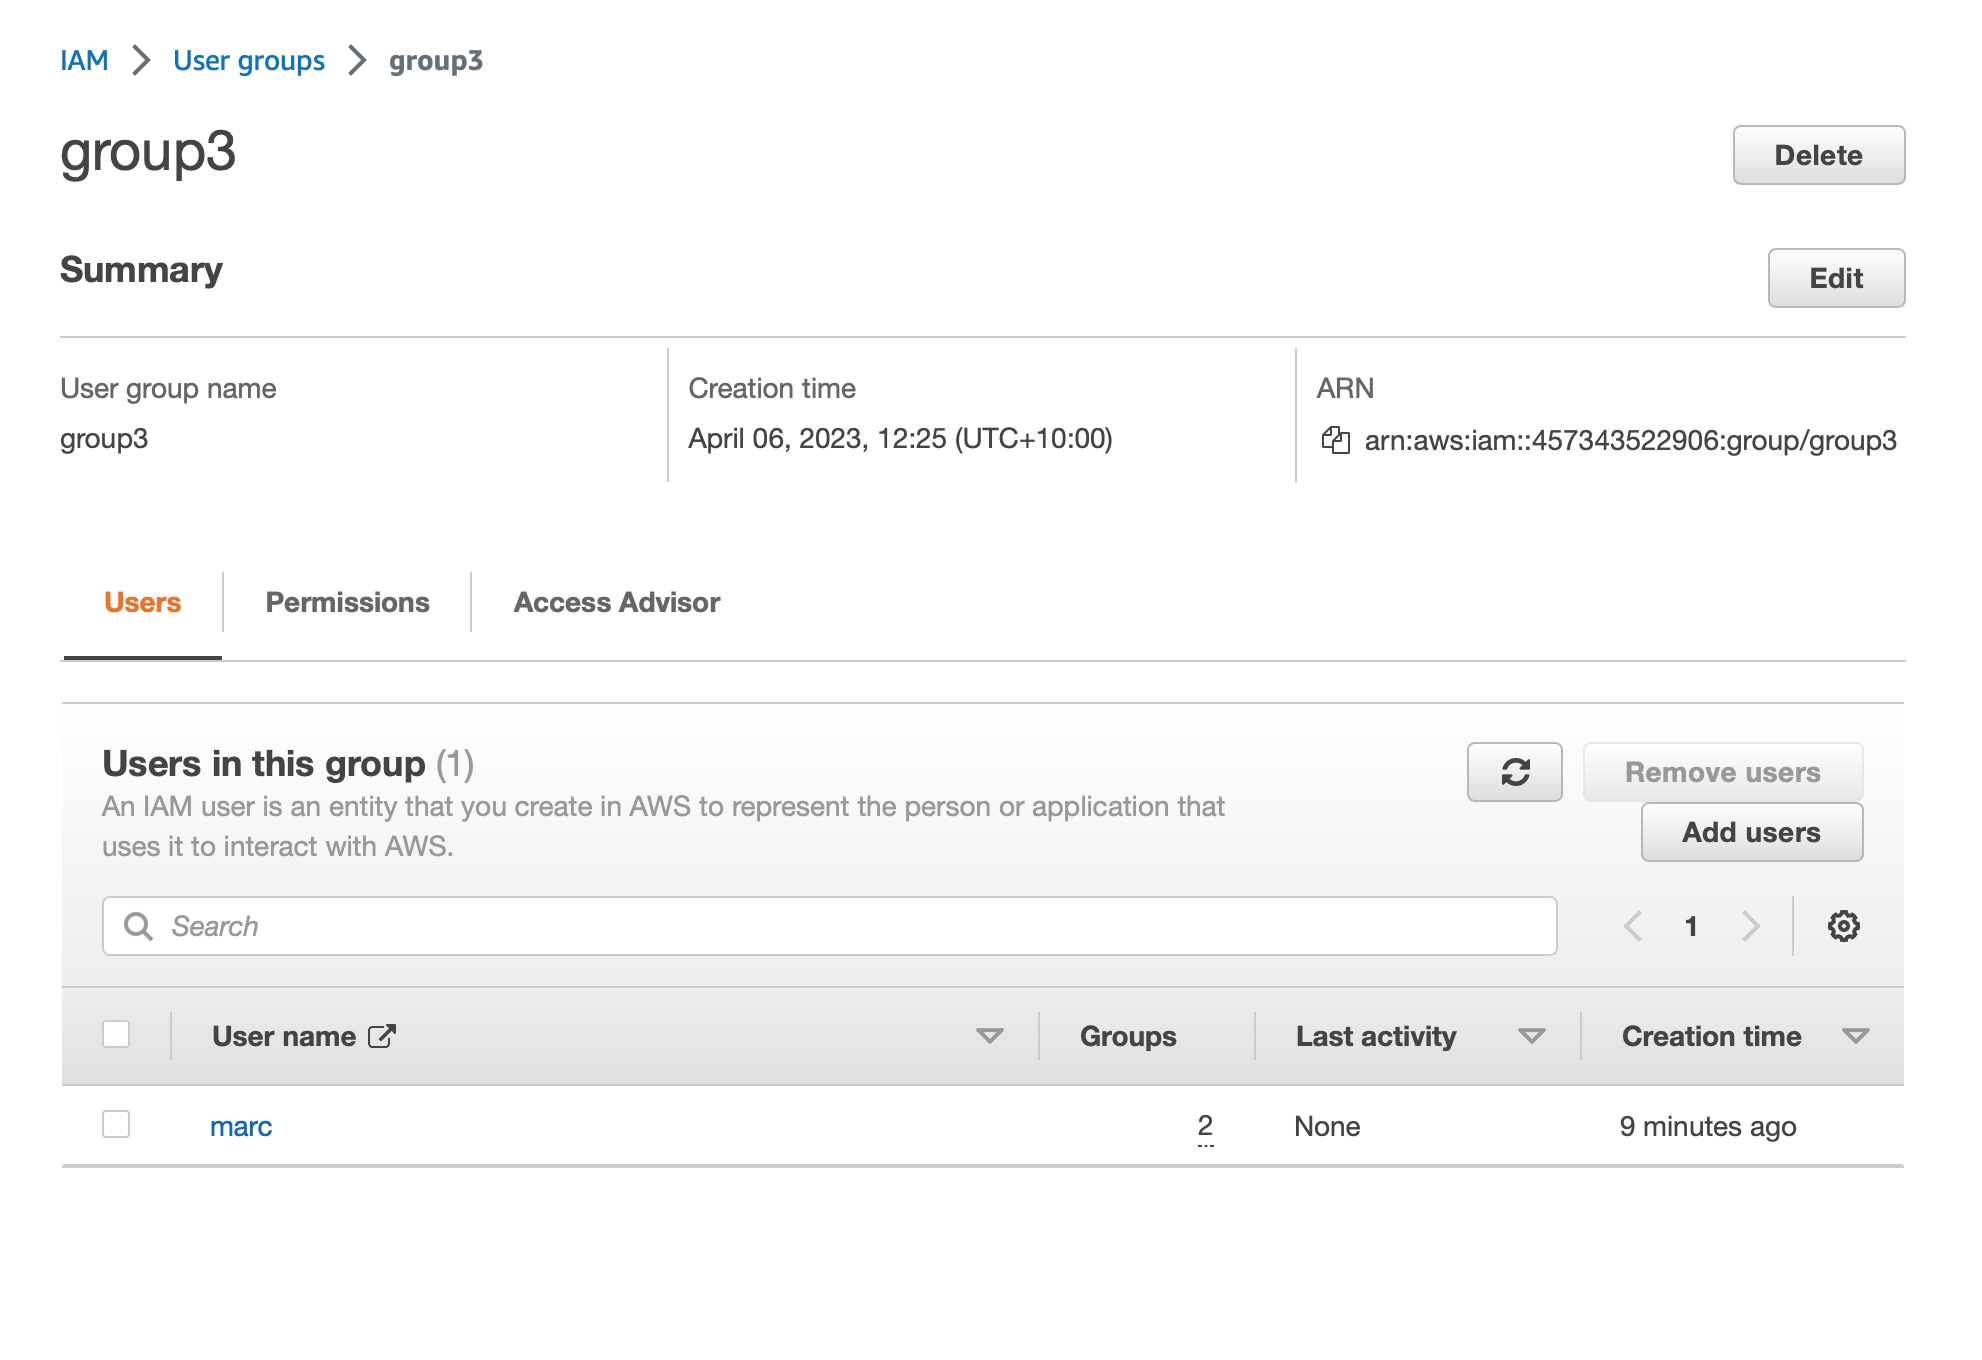 IAM > User groups > group3
group3
Delete
Summary
Edit
User group name
group3
Creation time
April 06, 2023, 12:25 (UTC+10:00)
ARN
arn:aws:iam::457343522906:group/group3
Users
Permissions
Access Advisor
Users in this group (1)
An IAM user is an entity that you create in AWS to represent the person or application that
uses it to interact with AWS.
Remove users
Add users
Search
1
User name
Groups
Last activity
Creation time
marc
2
None
9 minutes ago